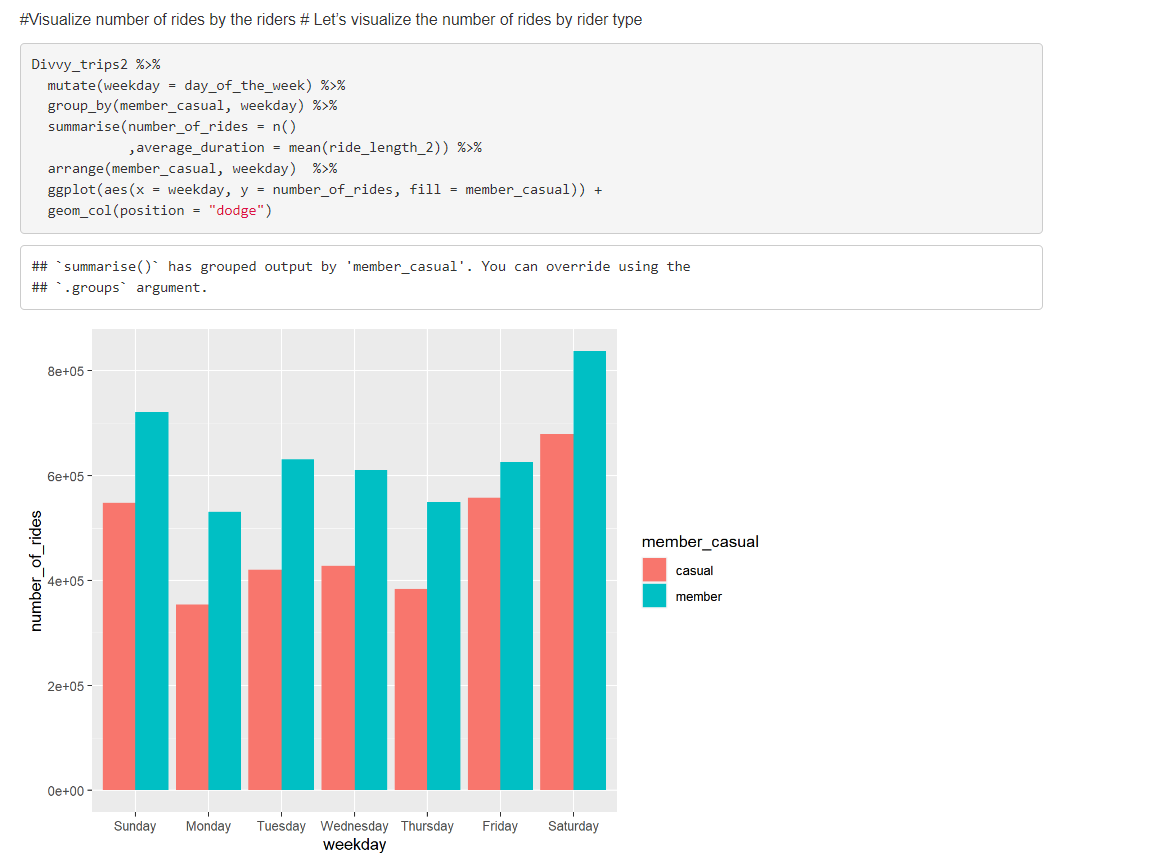 #Visualize number of rides by the riders # Let’s visualize the number of rides by rider type
Divvy_trips2 %>%
  mutate(weekday = day_of_the_week) %>%
  group_by(member_casual, weekday) %>%
  summarise(number_of_rides = n()
            ,average_duration = mean(ride_length_2)) %>%
  arrange(member_casual, weekday)  %>%
  ggplot(aes(x = weekday, y = number_of_rides, fill = member_casual)) +
  geom_col(position = "dodge")
## `summarise()` has grouped output by 'member_casual'. You can override using the
## `.groups` argument.
8e+05
6e+05
4e+05
2e+05
0e+00
number_of_rides
Sunday Monday Tuesday Wednesday Thursday Friday Saturday
weekday
member_casual
casual
member